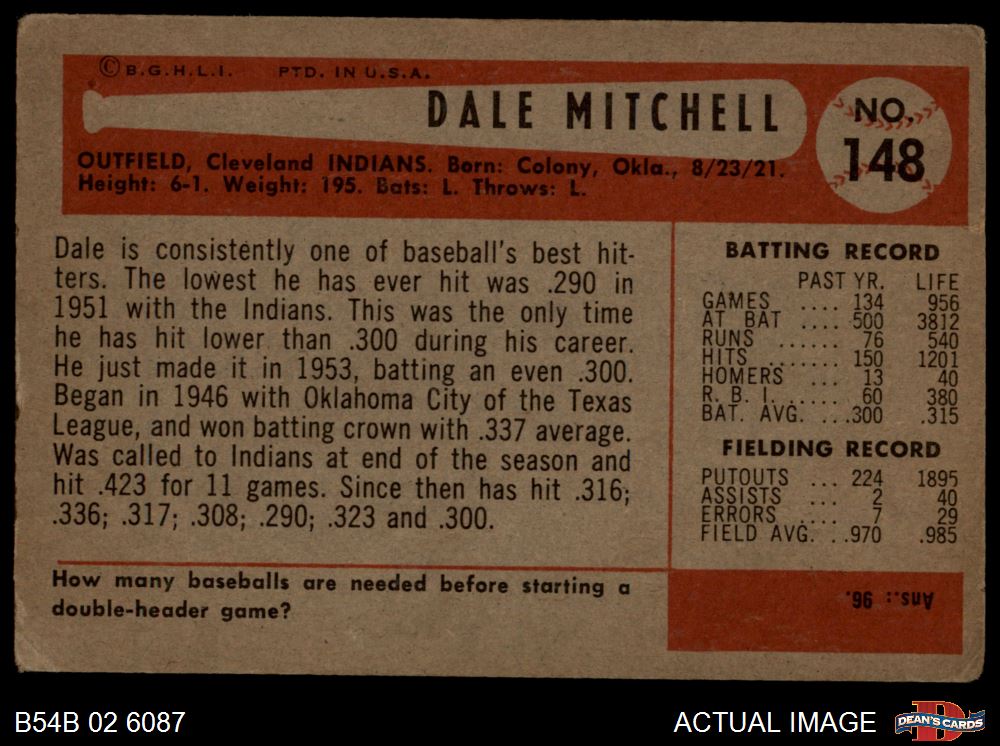 © B.G.H.L.I. PTD. IN U.S.A.
DALE MITCHELL
NO.
148
OUTFIELD, Cleveland INDIANS. Born: Colony, Okla., 8/23/21.
Height: 6-1. Weight: 195. Bats: L. Throws: L.
Dale is consistently one of baseball's best hit-
ters. The lowest he has ever hit was .290 in
1951 with the Indians. This was the only time
he has hit lower than .300 during his career.
He just made it in 1953, batting an even .300.
Began in 1946 with Oklahoma City of the Texas
League, and won batting crown with .337 average.
Was called to Indians at end of the season and
hit .423 for 11 games. Since then has hit .316;
.336; .317; .308; .290; .323 and .300.
BATTING RECORD
PAST YR. LIFE
GAMES .... 134 956
AT BAT .... 500 3812
RUNS ...... 76 540
HITS ....... 150 1201
HOMERS ... 13 40
R. B. I. ..... 60 380
BAT. AVG. ...300 .315
FIELDING RECORD
PUTOUTS ... 224 1895
ASSISTS ... 2 40
ERRORS .... 7 29
FIELD AVG. ..970 .985
How many baseballs are needed before starting a
double-header game?
Ans.: 96.
B54B 02 6087
ACTUAL IMAGE
D
DEAN'S CARDS